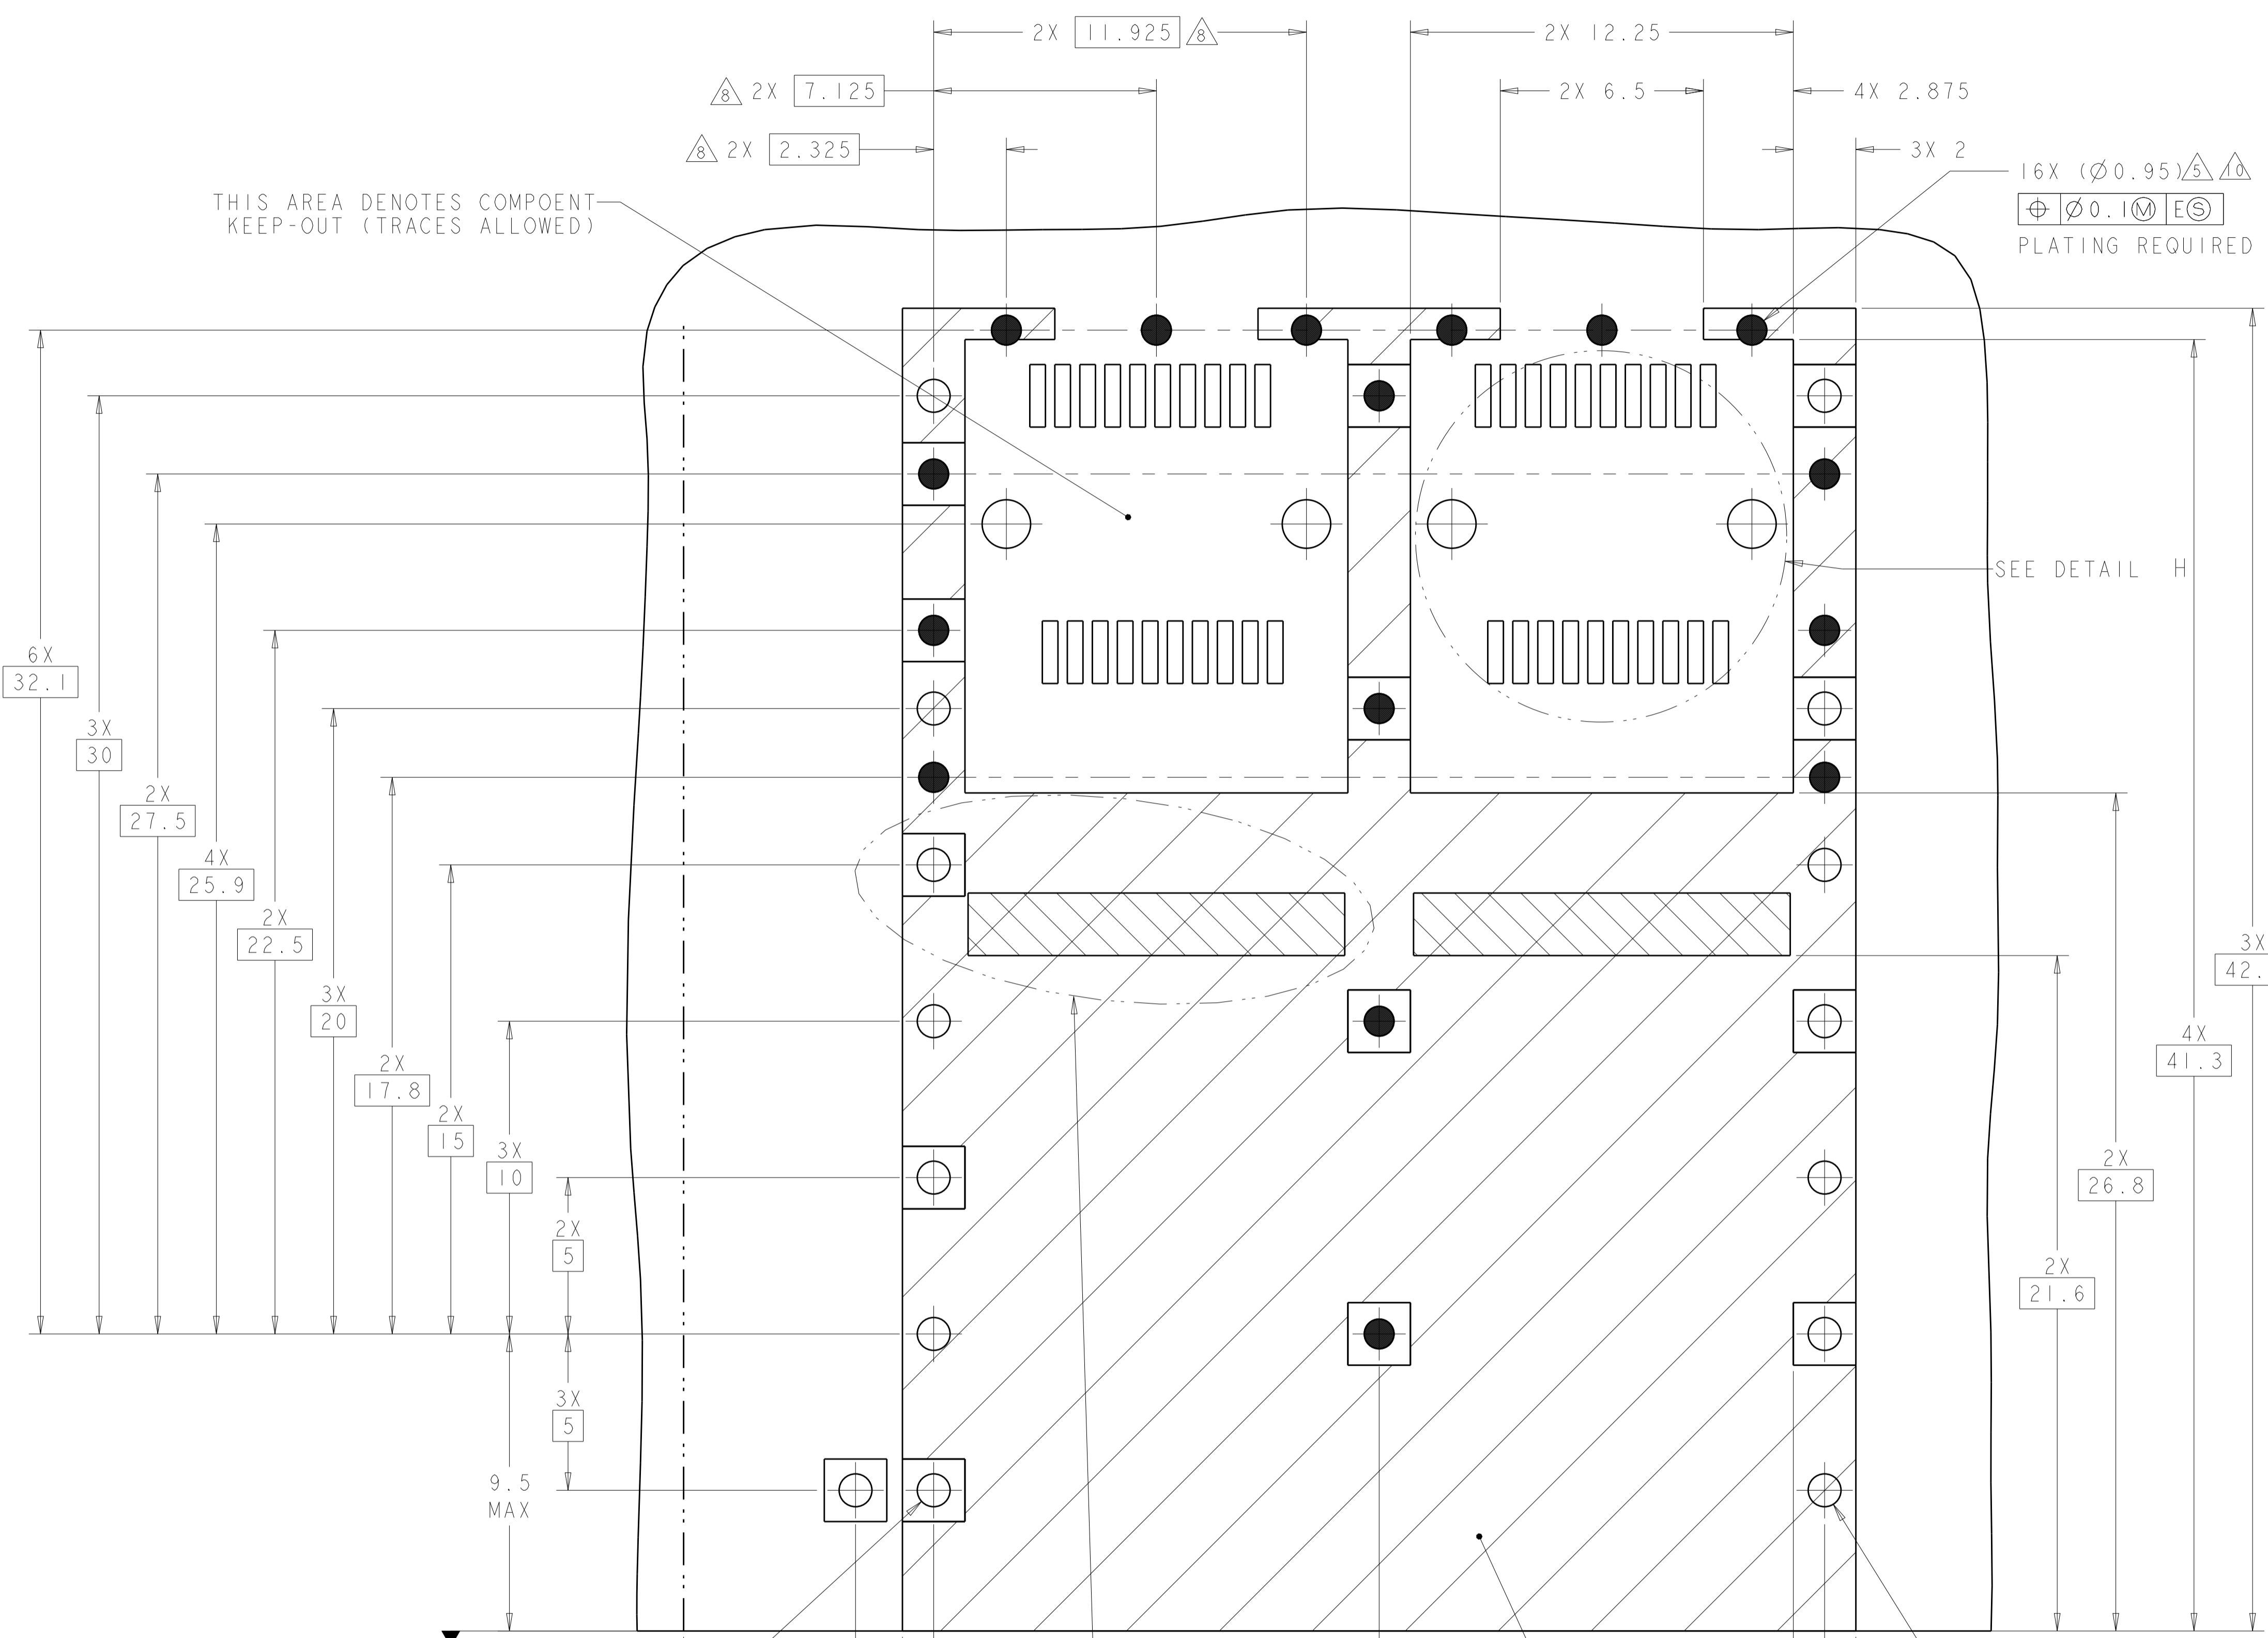 2X 11.925 8
2X 12.25
8 2X 7.125
2X 6.5
4X 2.875
8 2X 2.325
3X 2
16X (Ø0.95) 5 10
⌖ Ø0.1Ⓜ EⓈ
PLATING REQUIRED
THIS AREA DENOTES COMPOENT
KEEP-OUT (TRACES ALLOWED)
SEE DETAIL H
6X
32.1
3X
30
2X
27.5
4X
25.9
2X
22.5
3X
20
2X
17.8
2X
15
3X
10
2X
5
3X
5
9.5
MAX
3X
42.
4X
41.3
2X
26.8
2X
21.6